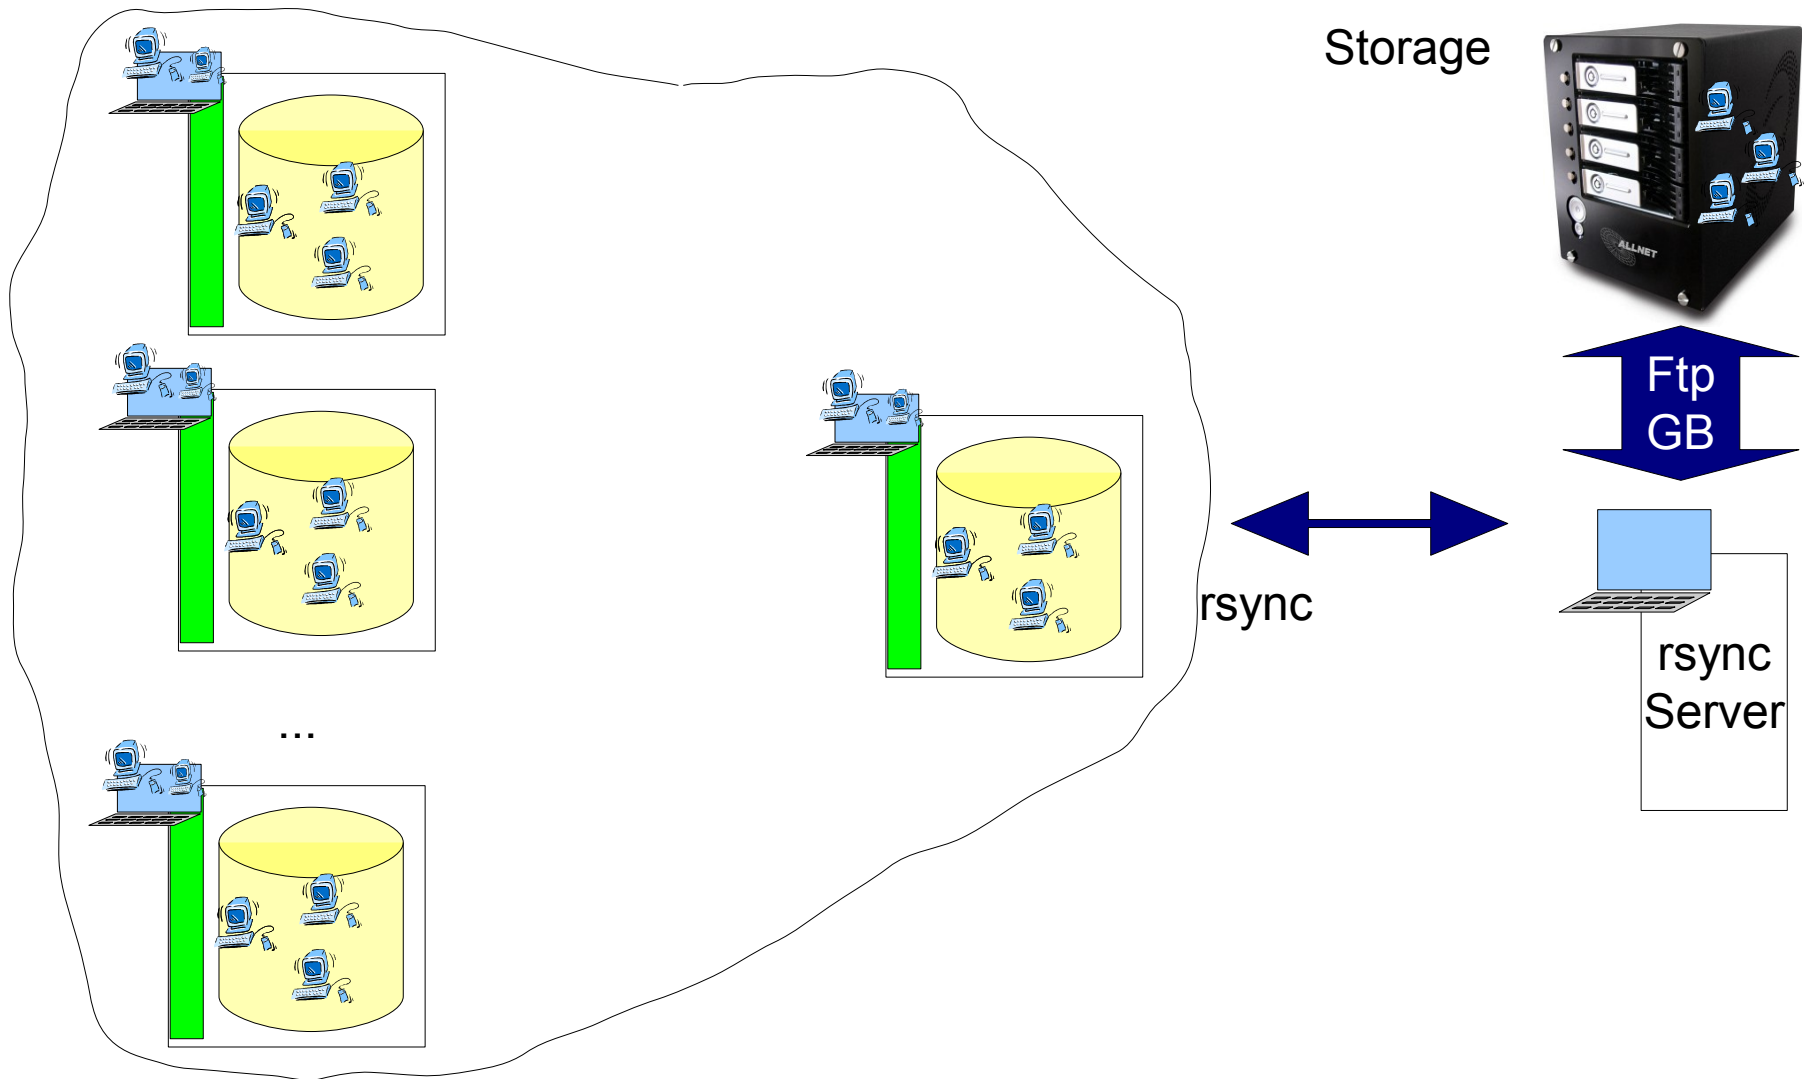 Storage
ALLNET
Ftp
GB
rsync
rsync
Server
...